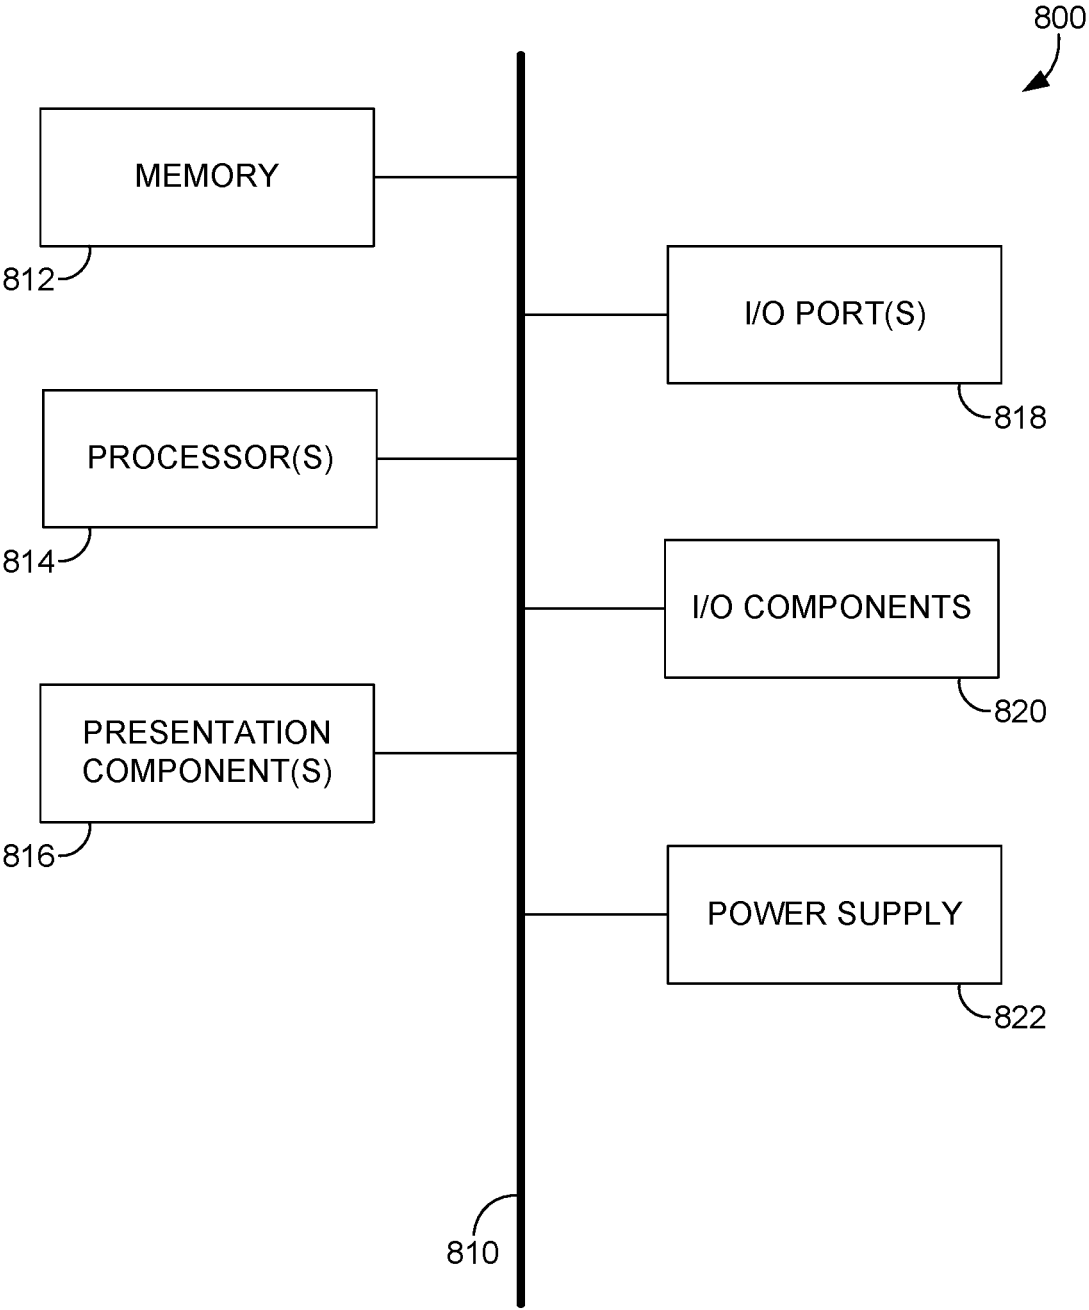 800
MEMORY
812
I/O PORT(S)
818
PROCESSOR(S)
814
I/O COMPONENTS
820
PRESENTATION
COMPONENT(S)
816
POWER SUPPLY
822
810